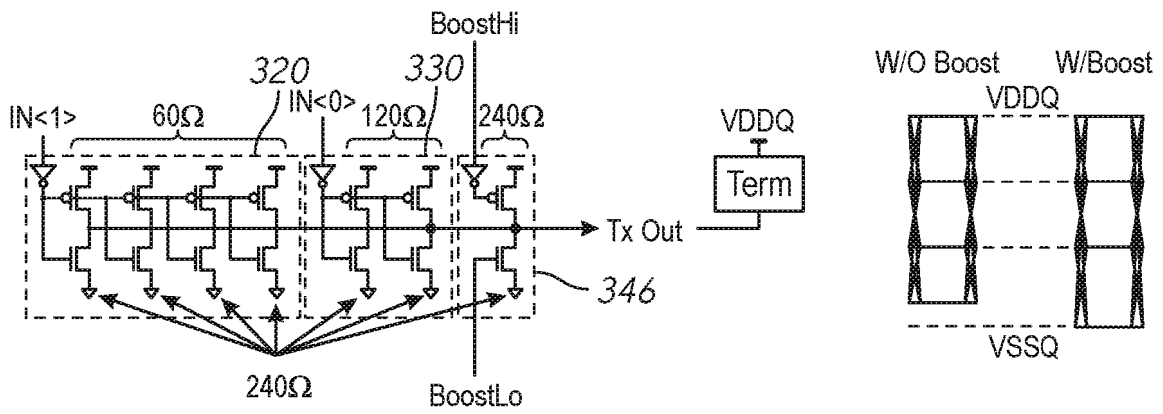 BoostHi
320
330
IN<1>
60Ω
IN<0>
120Ω
240Ω
VDDQ
Term
Tx Out
346
240Ω
BoostLo
W/O Boost
W/Boost
VDDQ
VSSQ